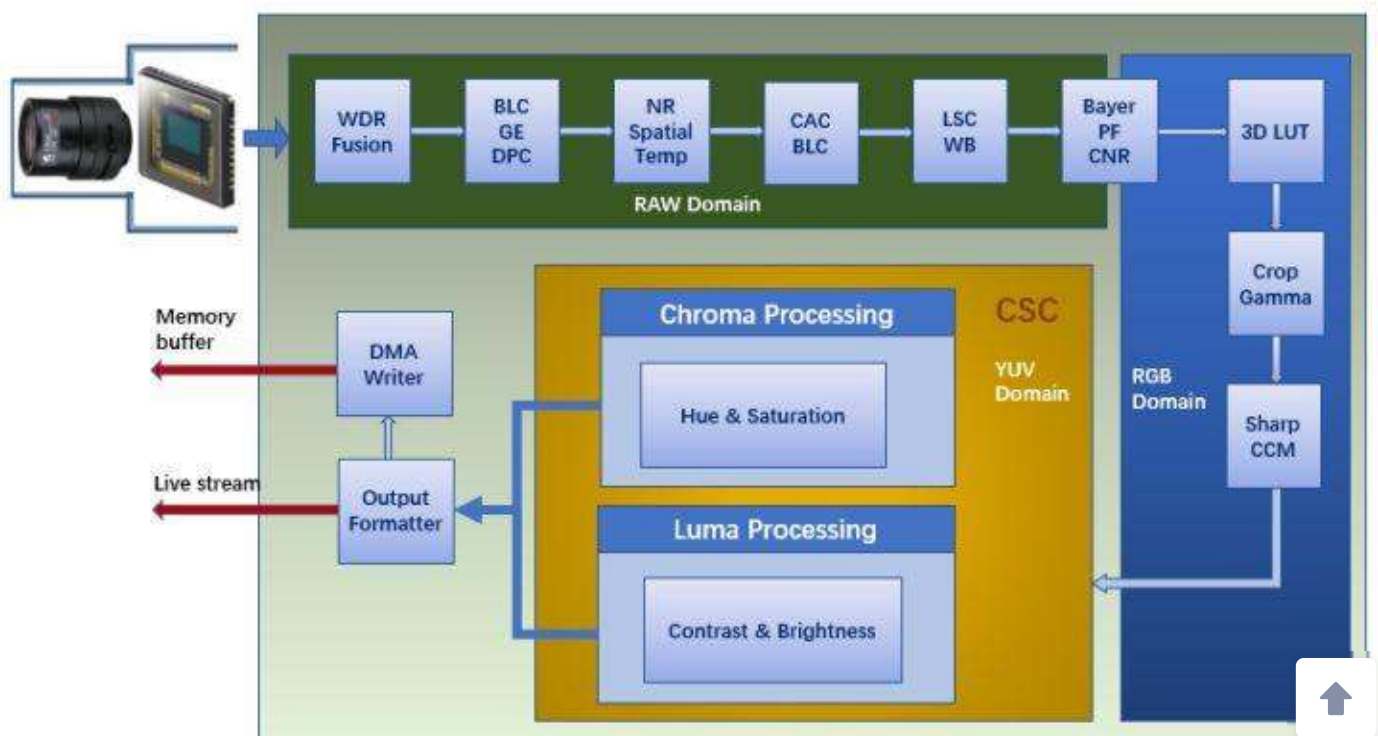 WDR
Fusion
BLC
GE
DPC
NR
Spatial
Temp
CAC
BLC
LSC
WB
Bayer
PF
CNR
3D LUT
RAW Domain
Crop
Gamma
Sharp
CCM
RGB
Domain
CSC
YUV
Domain
Chroma Processing
Hue & Saturation
Luma Processing
Contrast & Brightness
Memory
buffer
DMA
Writer
Live stream
Output
Formatter